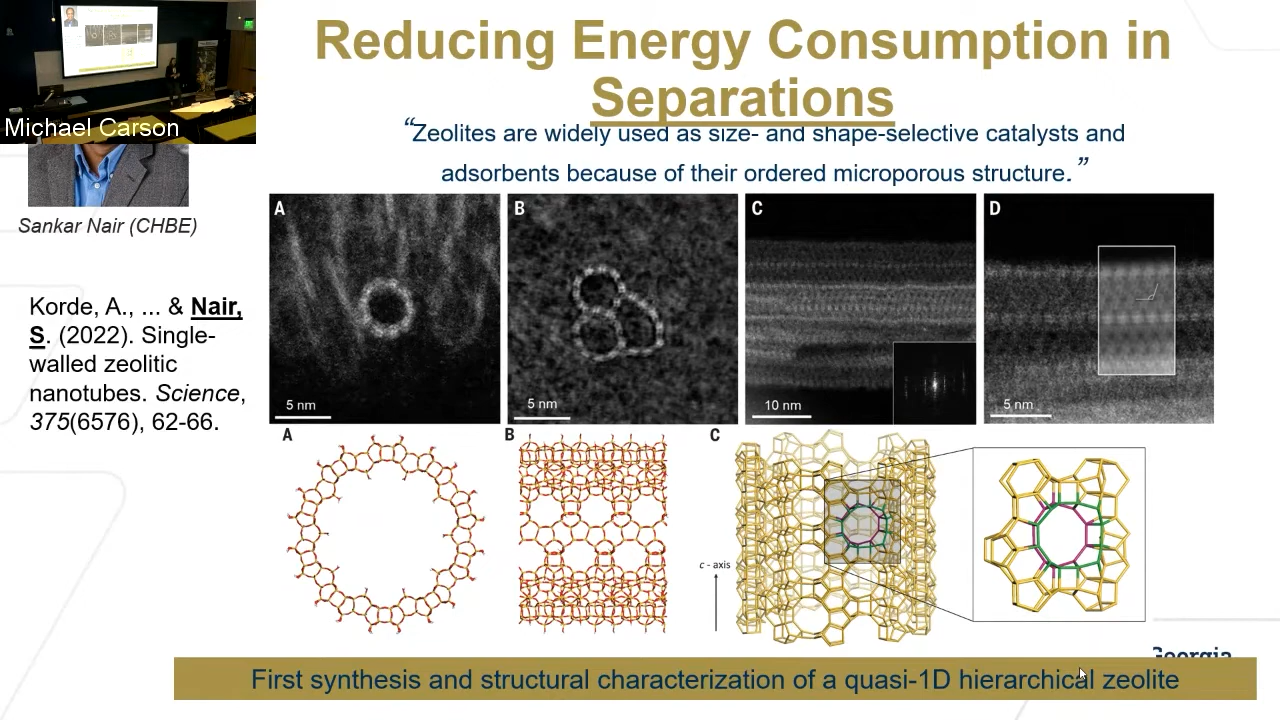 Reducing Energy Consumption in
Separations
“Zeolites are widely used as size- and shape-selective catalysts and
adsorbents because of their ordered microporous structure.”
Michael Carson
Sankar Nair (CHBE)
Korde, A., ... & Nair,
S. (2022). Single-
walled zeolitic
nanotubes. Science,
375(6576), 62-66.
A
5 nm
B
5 nm
C
10 nm
D
5 nm
A
B
C
c - axis
Georgia
First synthesis and structural characterization of a quasi-1D hierarchical zeolite